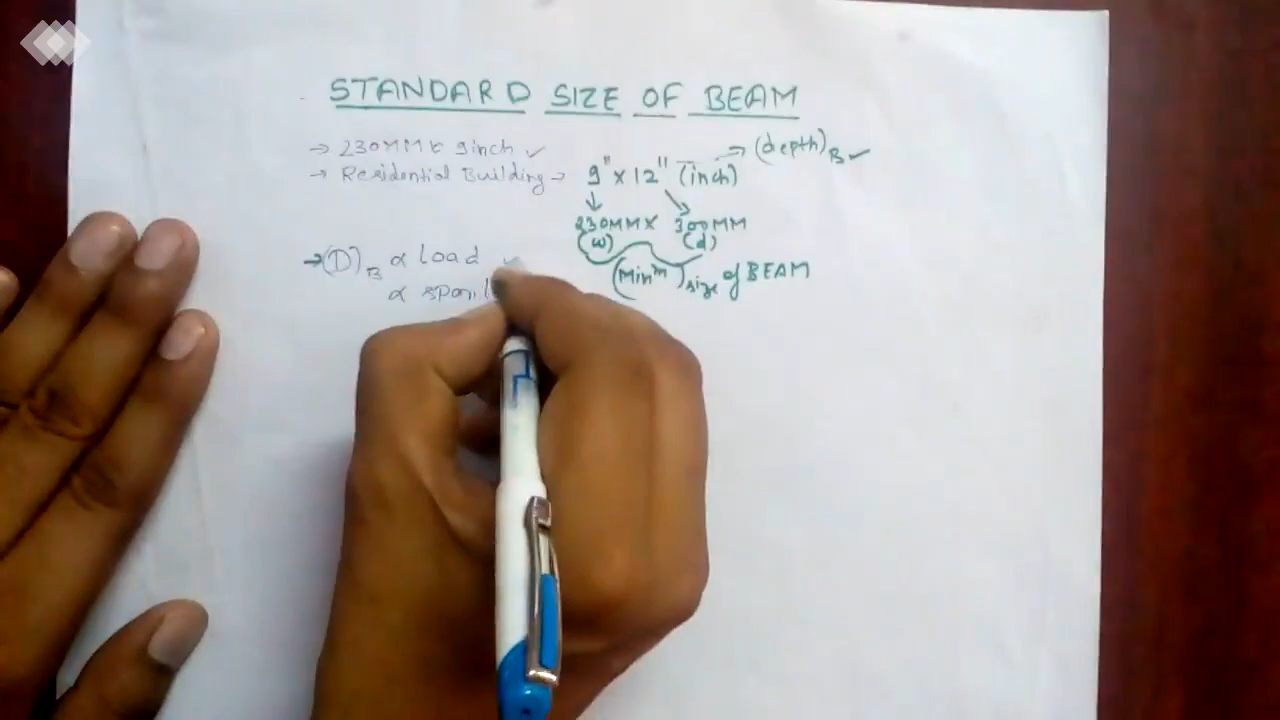 STANDARD SIZE OF BEAM
→ 230MM & 9inch ✓
→ Residential Building →
9" x 12" (inch) → (depth)B ✓
230MM x 300MM
(w) (d)
(Minm)size of BEAM
→ (D)B ∝ load ✓
∝ span